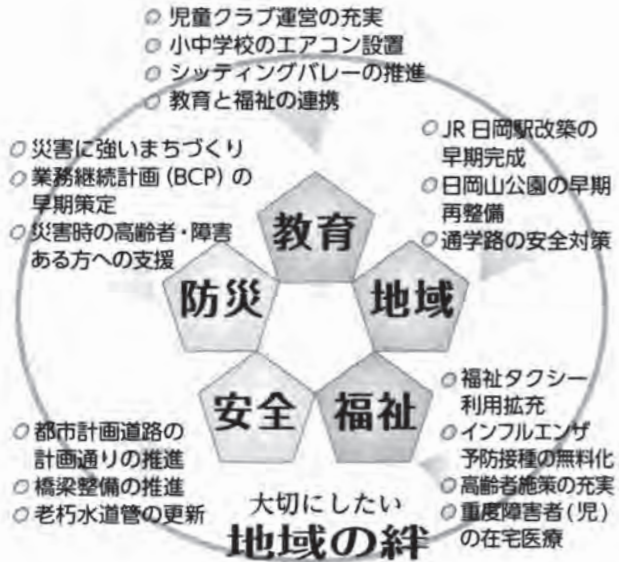 ○ 児童クラブ運営の充実
○ 小中学校のエアコン設置
○ シッティングバレーの推進
○ 教育と福祉の連携
○ JR 日岡駅改築の
早期完成
○ 日岡山公園の早期
再整備
○ 通学路の安全対策
○ 災害に強いまちづくり
○ 業務継続計画 (BCP) の
早期策定
○ 災害時の高齢者・障害
ある方への支援
教育
防災
地域
安全
福祉
○ 福祉タクシー
利用拡充
○ インフルエンザ
予防接種の無料化
○ 高齢者施策の充実
○ 重度障害者(児)
の在宅医療
○ 都市計画道路の
計画通りの推進
○ 橋梁整備の推進
○ 老朽水道管の更新
大切にしたい
地域の絆